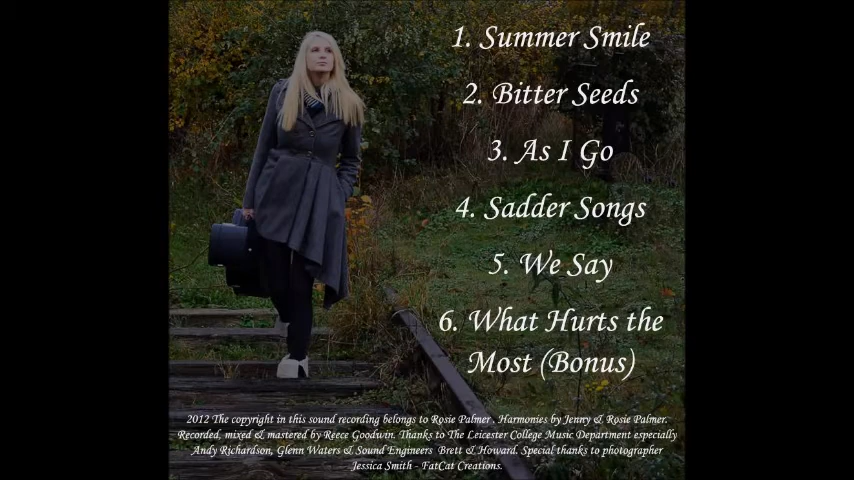 1. Summer Smile
2. Bitter Seeds
3. As I Go
4. Sadder Songs
5. We Say
6. What Hurts the
Most (Bonus)
2012 The copyright in this sound recording belongs to Rosie Palmer . Harmonies by Jenny & Rosie Palmer.
Recorded, mixed & mastered by Reece Goodwin. Thanks to The Leicester College Music Department especially
Andy Richardson, Glenn Waters & Sound Engineers Brett & Howard. Special thanks to photographer
Jessica Smith - FatCat Creations.